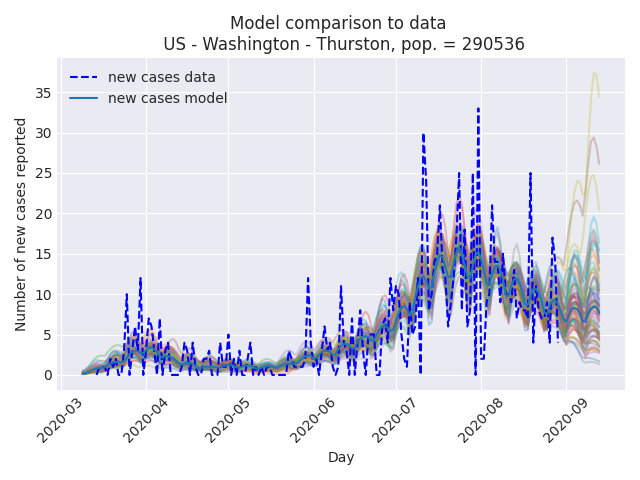 Model comparison to data
US - Washington - Thurston, pop. = 290536
new cases data
new cases model
Number of new cases reported
35
30
25
20
15
10
5
0
2020-03
2020-04
2020-05
2020-06
2020-07
2020-08
2020-09
Day